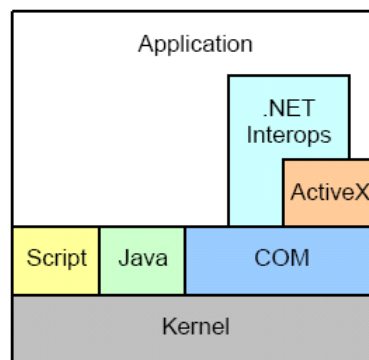 Application
.NET
Interops
ActiveX
Script
Java
COM
Kernel